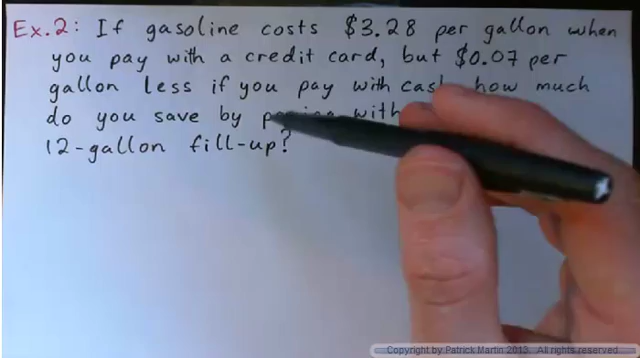 Ex.2: If gasoline costs $3.28 per gallon when
you pay with a credit card, but $0.07 per
gallon less if you pay with cash, how much
do you save by paying with
12-gallon fill-up?
Copyright by Patrick Martin 2013. All rights reserved